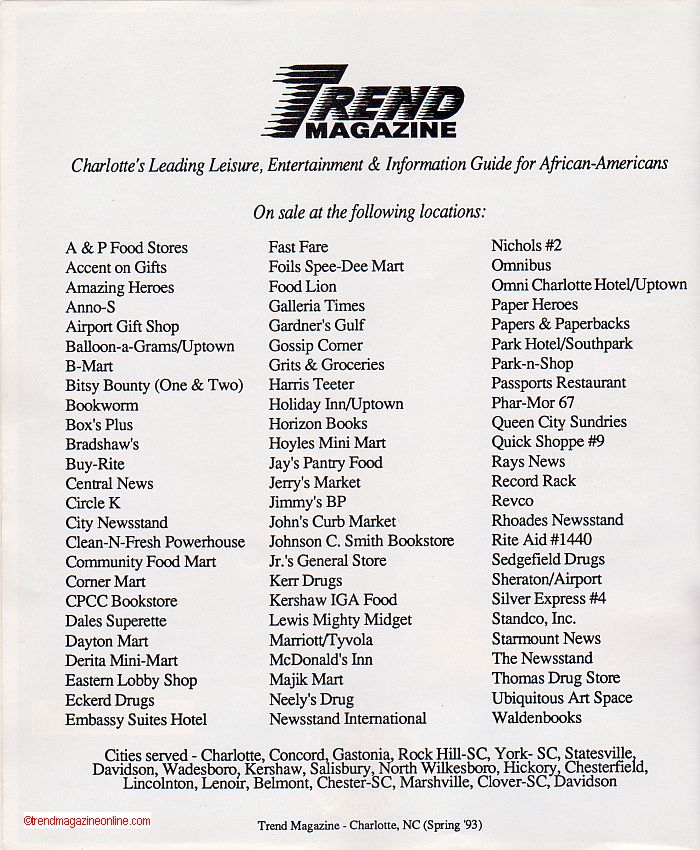 TREND
MAGAZINE
Charlotte's Leading Leisure, Entertainment & Information Guide for African-Americans
On sale at the following locations:
A & P Food Stores
Accent on Gifts
Amazing Heroes
Anno-S
Airport Gift Shop
Balloon-a-Grams/Uptown
B-Mart
Bitsy Bounty (One & Two)
Bookworm
Box's Plus
Bradshaw's
Buy-Rite
Central News
Circle K
City Newsstand
Clean-N-Fresh Powerhouse
Community Food Mart
Corner Mart
CPCC Bookstore
Dales Superette
Dayton Mart
Derita Mini-Mart
Eastern Lobby Shop
Eckerd Drugs
Embassy Suites Hotel
Fast Fare
Foils Spee-Dee Mart
Food Lion
Galleria Times
Gardner's Gulf
Gossip Corner
Grits & Groceries
Harris Teeter
Holiday Inn/Uptown
Horizon Books
Hoyles Mini Mart
Jay's Pantry Food
Jerry's Market
Jimmy's BP
John's Curb Market
Johnson C. Smith Bookstore
Jr.'s General Store
Kerr Drugs
Kershaw IGA Food
Lewis Mighty Midget
Marriott/Tyvola
McDonald's Inn
Majik Mart
Neely's Drug
Newsstand International
Nichols #2
Omnibus
Omni Charlotte Hotel/Uptown
Paper Heroes
Papers & Paperbacks
Park Hotel/Southpark
Park-n-Shop
Passports Restaurant
Phar-Mor 67
Queen City Sundries
Quick Shoppe #9
Rays News
Record Rack
Revco
Rhoades Newsstand
Rite Aid #1440
Sedgefield Drugs
Sheraton/Airport
Silver Express #4
Standco, Inc.
Starmount News
The Newsstand
Thomas Drug Store
Ubiquitous Art Space
Waldenbooks
Cities served - Charlotte, Concord, Gastonia, Rock Hill-SC, York- SC, Statesville,
Davidson, Wadesboro, Kershaw, Salisbury, North Wilkesboro, Hickory, Chesterfield,
Lincolnton, Lenoir, Belmont, Chester-SC, Marshville, Clover-SC, Davidson
©trendmagazineonline.com
Trend Magazine - Charlotte, NC (Spring '93)